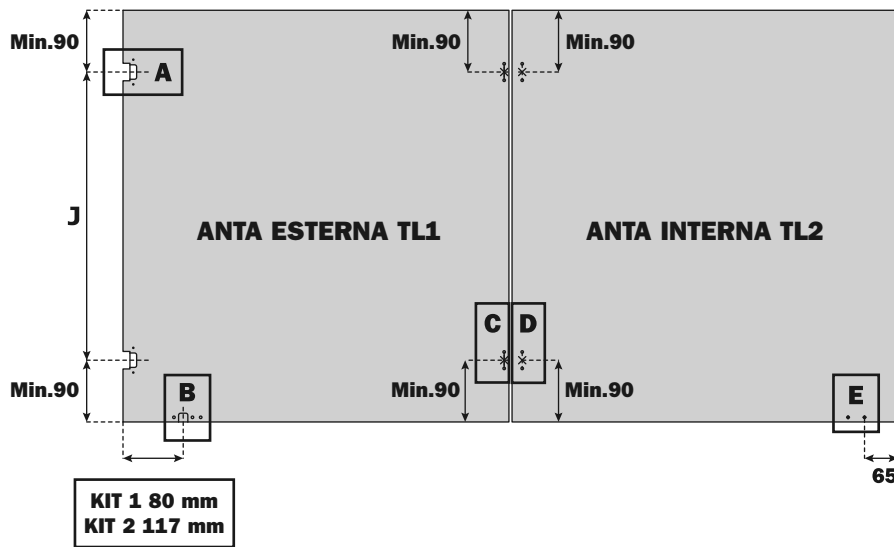 Min.90
Min.90
Min.90
A
J
ANTA ESTERNA TL1
ANTA INTERNA TL2
C
D
B
Min.90
Min.90
Min.90
E
65
KIT 1 80 mm
KIT 2 117 mm